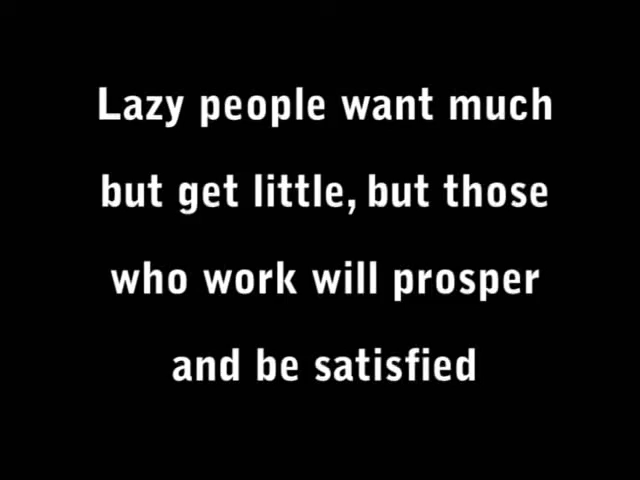 Lazy people want much
but get little, but those
who work will prosper
and be satisfied